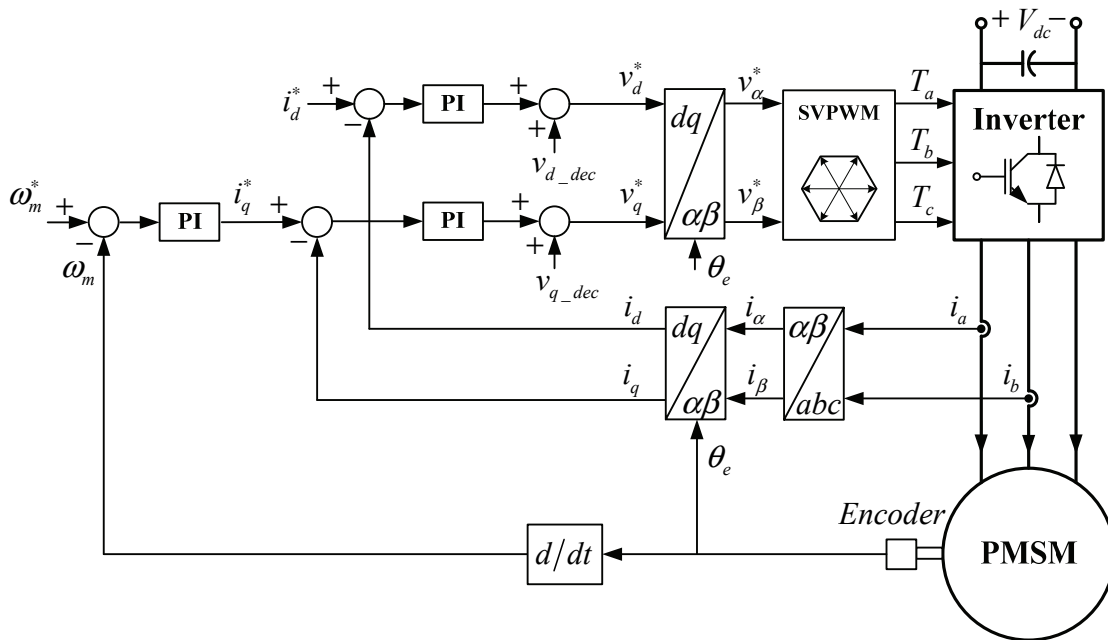 + V_dc −
i_d^* + − PI + + v_d^* dq αβ v_α^* SVPWM T_a Inverter
v_d_dec T_b
ω_m^* + − PI i_q^* + − PI + + v_q^* v_β^* T_c
ω_m v_q_dec θ_e
i_d dq αβ i_α αβ abc i_a
i_q i_β i_b
θ_e
Encoder
d/dt PMSM